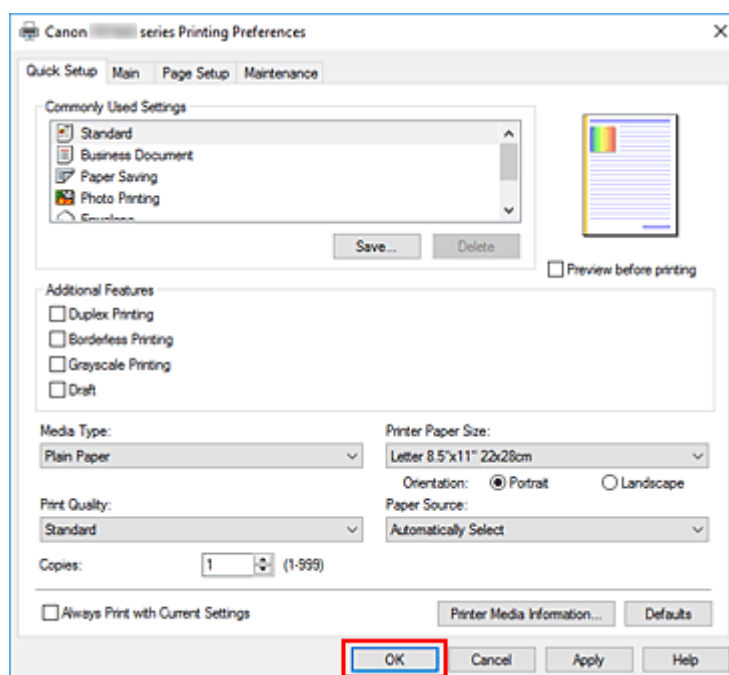 Canon series Printing Preferences
Quick Setup Main Page Setup Maintenance
Commonly Used Settings
Standard
Business Document
Paper Saving
Photo Printing
Envelope
Save... Delete
Preview before printing
Additional Features
Duplex Printing
Borderless Printing
Grayscale Printing
Draft
Media Type: Printer Paper Size:
Plain Paper Letter 8.5"x11" 22x28cm
Orientation: Portrait Landscape
Print Quality: Paper Source:
Standard Automatically Select
Copies: 1 (1-999)
Always Print with Current Settings Printer Media Information... Defaults
OK Cancel Apply Help